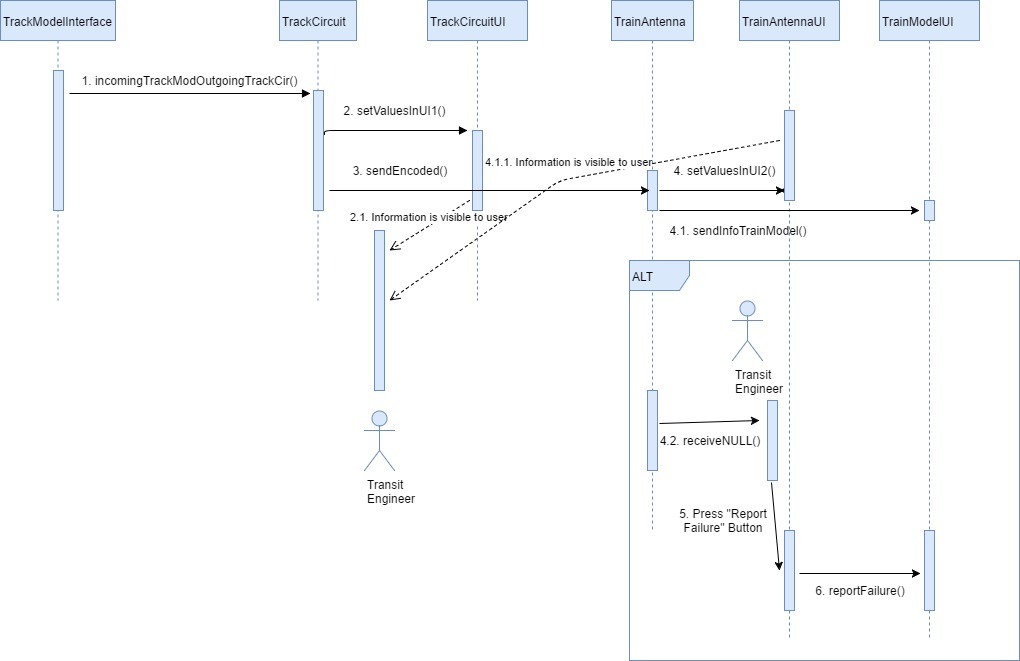 TrackModelInterface
TrackCircuit
TrackCircuitUI
TrainAntenna
TrainAntennaUI
TrainModelUI
1. incomingTrackModOutgoingTrackCir()
2. setValuesInUI1()
4.1.1. Information is visible to user
3. sendEncoded()
4. setValuesInUI2()
2.1. Information is visible to user
4.1. sendInfoTrainModel()
ALT
Transit
Engineer
4.2. receiveNULL()
Transit
Engineer
5. Press "Report
Failure" Button
6. reportFailure()